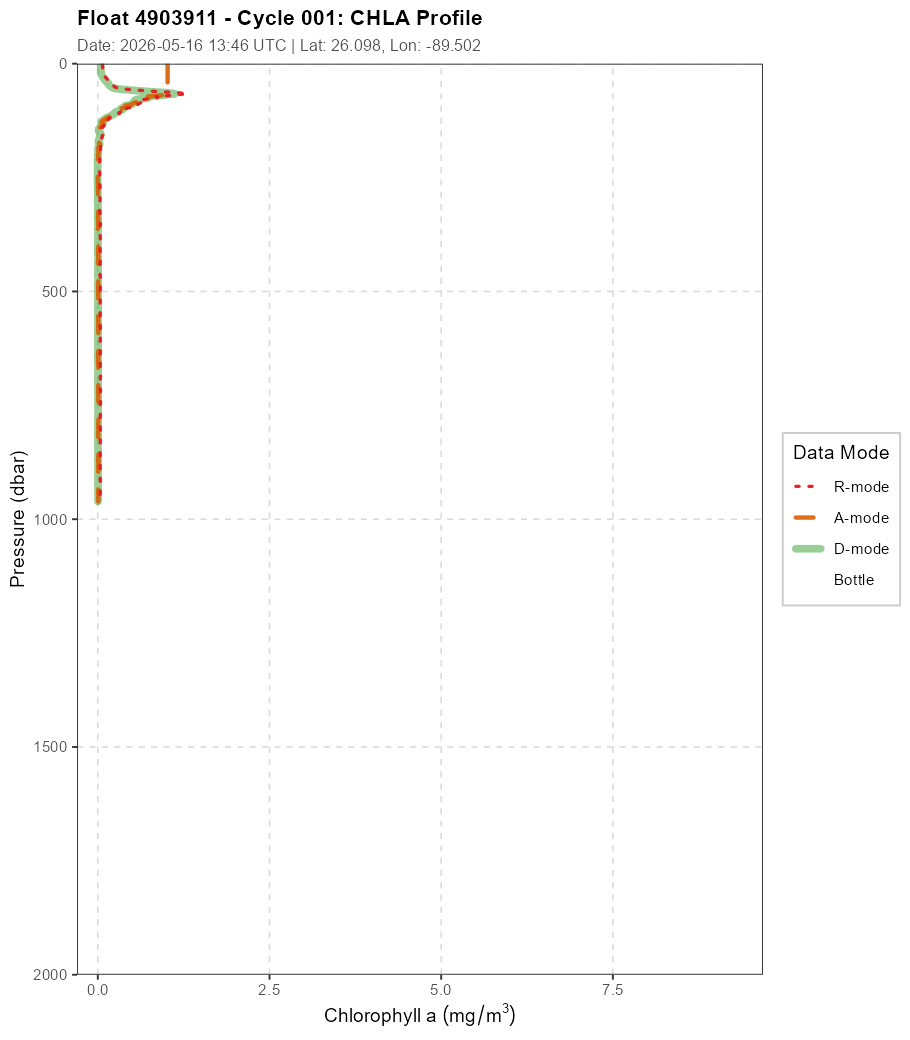 Float 4903911 - Cycle 001: CHLA Profile
Date: 2026-05-16 13:46 UTC | Lat: 26.098, Lon: -89.502
0
500
1000
1500
2000
Pressure (dbar)
0.0 2.5 5.0 7.5
Chlorophyll a (mg/m³)
Data Mode
R-mode
A-mode
D-mode
Bottle